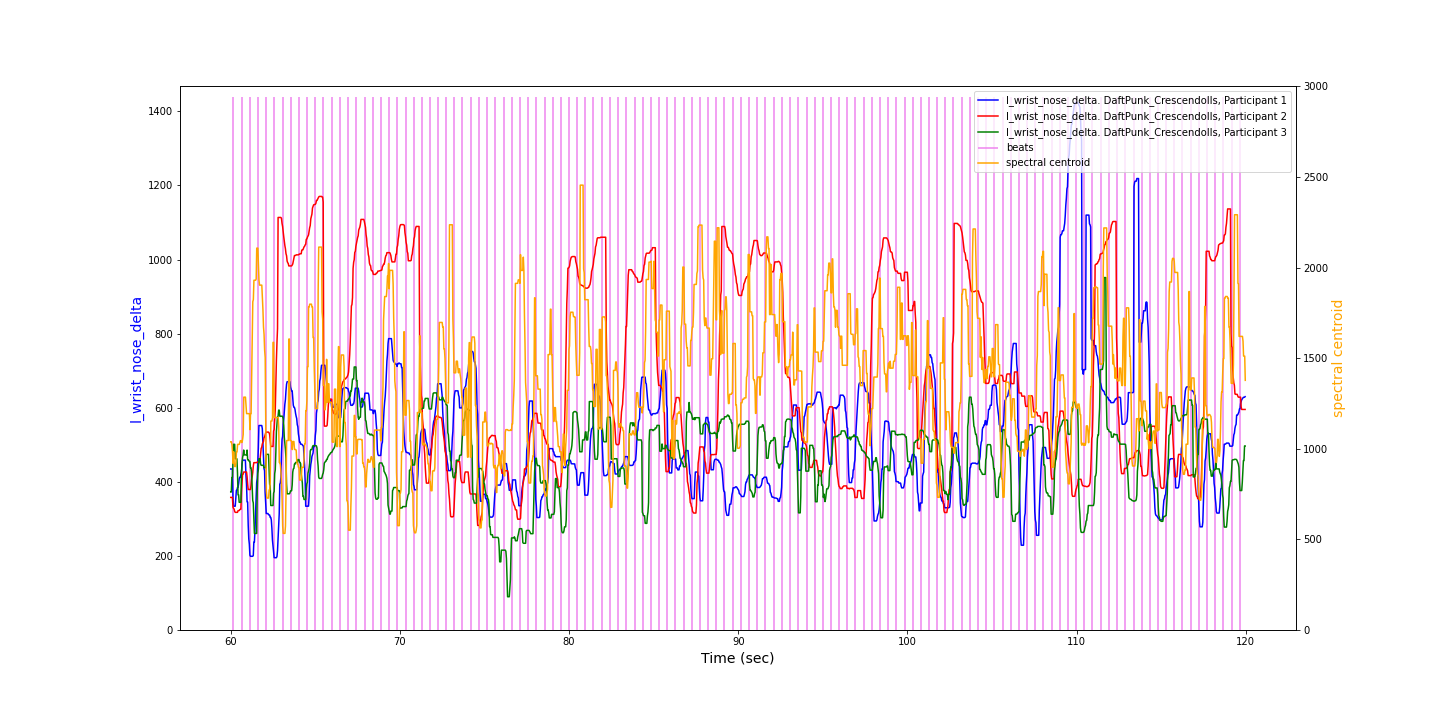 l_wrist_nose_delta. DaftPunk_Crescendolls, Participant 1
l_wrist_nose_delta. DaftPunk_Crescendolls, Participant 2
l_wrist_nose_delta. DaftPunk_Crescendolls, Participant 3
beats
spectral centroid
l_wrist_nose_delta
1400
1200
1000
800
600
400
200
0
3000
2500
2000
1500
1000
500
0
spectral centroid
60
70
80
90
100
110
120
Time (sec)